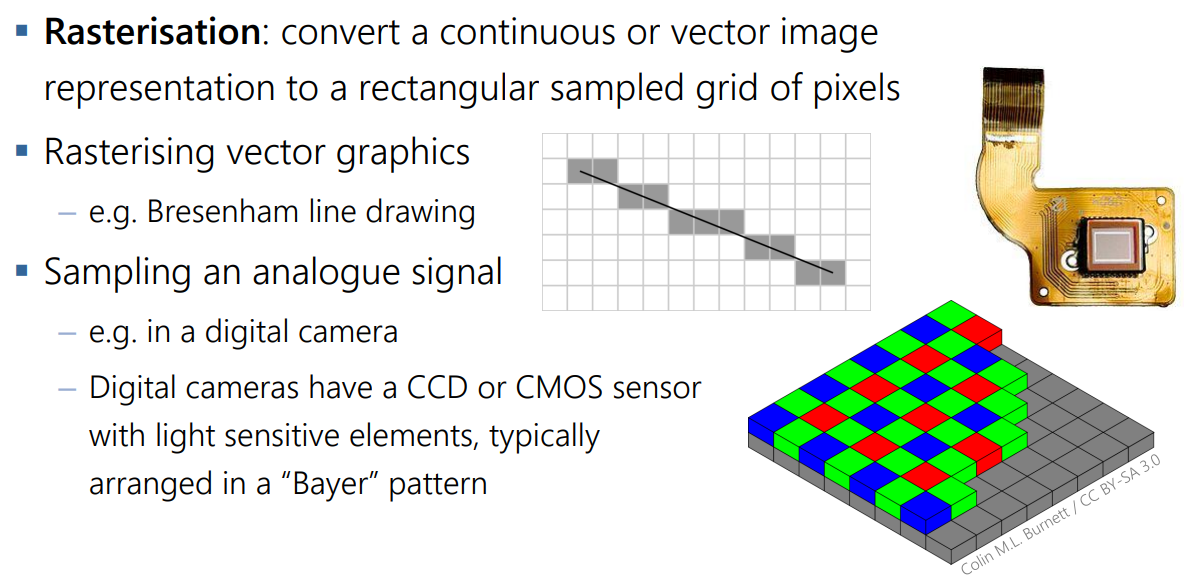 ▪ Rasterisation: convert a continuous or vector image
representation to a rectangular sampled grid of pixels
▪ Rasterising vector graphics
– e.g. Bresenham line drawing
▪ Sampling an analogue signal
– e.g. in a digital camera
– Digital cameras have a CCD or CMOS sensor
with light sensitive elements, typically
arranged in a “Bayer” pattern
Colin M.L. Burnett / CC BY-SA 3.0